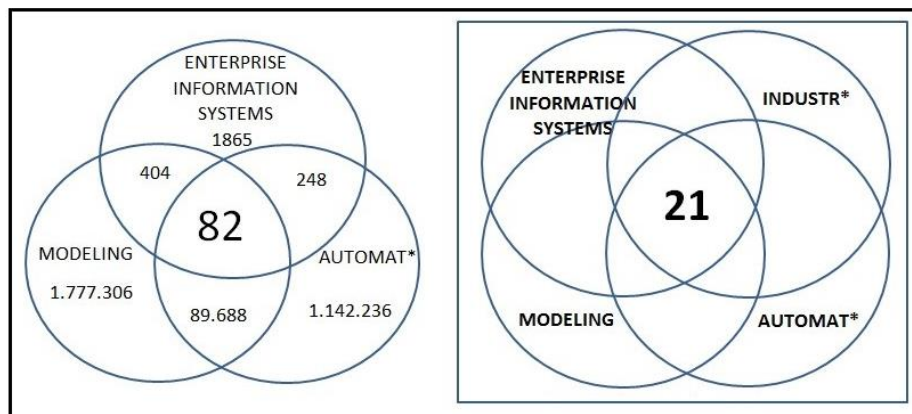 ENTERPRISE
INFORMATION
SYSTEMS
1865
404
248
82
MODELING
AUTOMAT*
1.777.306
89.688
1.142.236
ENTERPRISE
INFORMATION
SYSTEMS
INDUSTR*
21
MODELING
AUTOMAT*